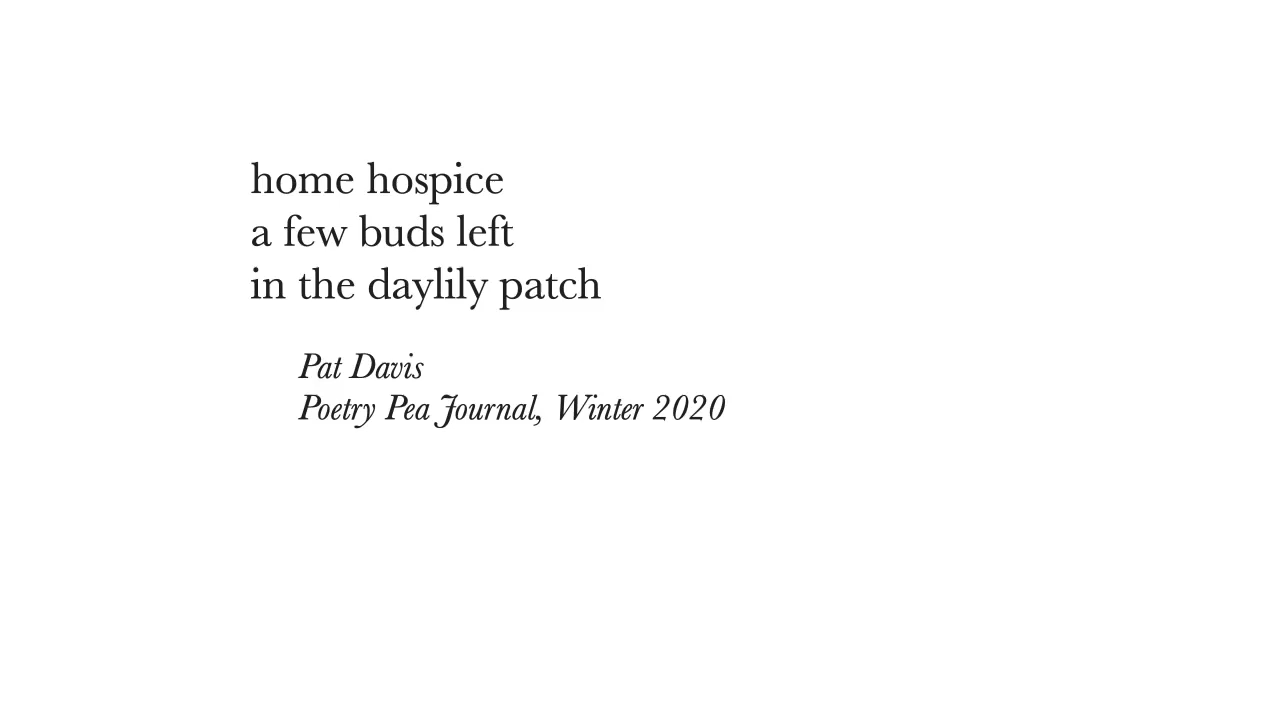 home hospice
a few buds left
in the daylily patch
Pat Davis
Poetry Pea Journal, Winter 2020